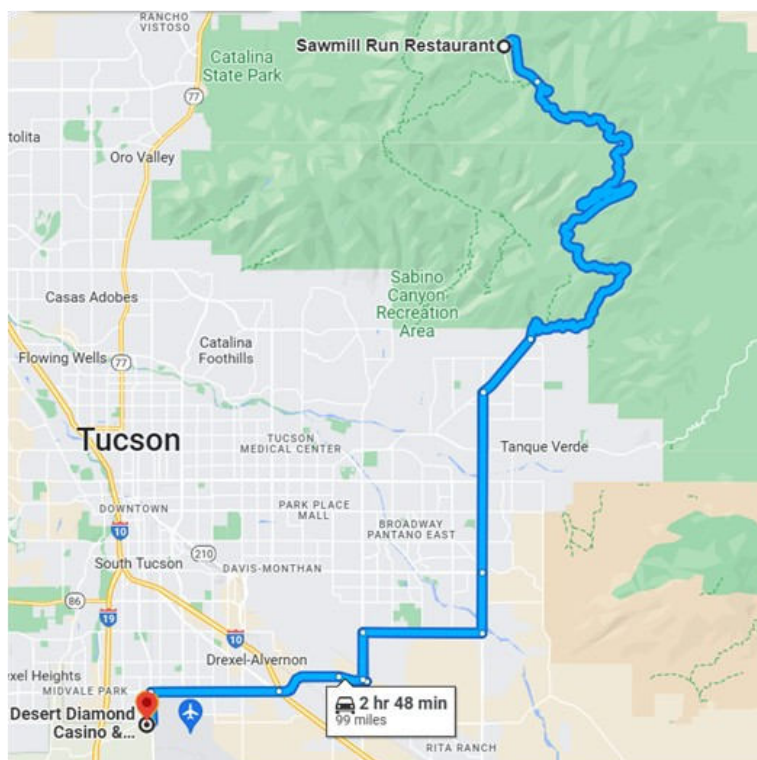 RANCHO
VISTOSO
Sawmill Run Restaurant
Catalina
State Park
77
tolita
Oro Valley
Casas Adobes
Sabino
Canyon
Recreation
Area
Catalina
Foothills
Flowing Wells
77
Tucson
TUCSON
MEDICAL CENTER
Tanque Verde
PARK PLACE
MALL
DOWNTOWN
BROADWAY
PANTANO EAST
10
210
South Tucson
DAVIS-MONTHAN
86
19
10
Drexel-Alvernon
exel Heights
MIDVALE PARK
Desert Diamond
Casino &...
2 hr 48 min
99 miles
RITA RANCH